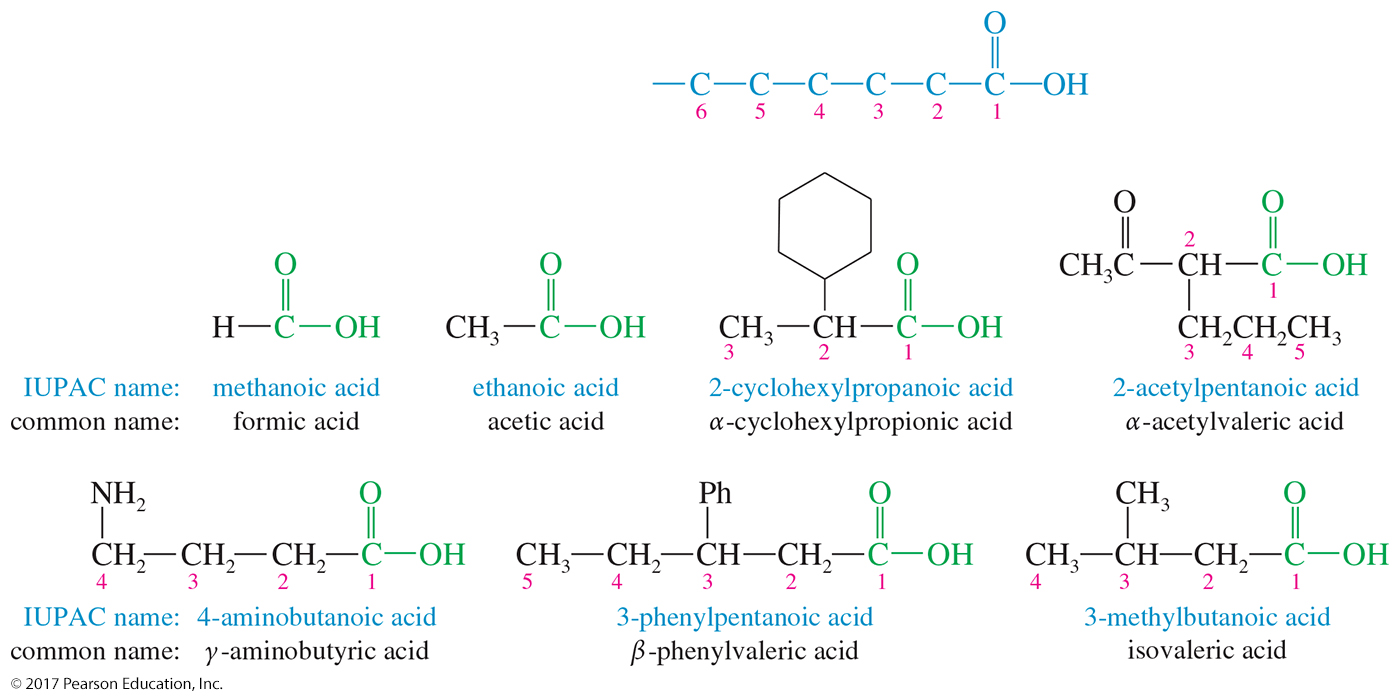 O
—C—C—C—C—C—C—OH
6 5 4 3 2 1
O O O O O
2
CH₃C—CH—C—OH
1
H—C—OH CH₃—C—OH CH₃—CH—C—OH CH₂CH₂CH₃
3 2 1 3 4 5
IUPAC name: methanoic acid ethanoic acid 2-cyclohexylpropanoic acid 2-acetylpentanoic acid
common name: formic acid acetic acid α-cyclohexylpropionic acid α-acetylvaleric acid
NH₂ O Ph O CH₃ O
CH₂—CH₂—CH₂—C—OH CH₃—CH₂—CH—CH₂—C—OH CH₃—CH—CH₂—C—OH
4 3 2 1 5 4 3 2 1 4 3 2 1
IUPAC name: 4-aminobutanoic acid 3-phenylpentanoic acid 3-methylbutanoic acid
common name: γ-aminobutyric acid β-phenylvaleric acid isovaleric acid
© 2017 Pearson Education, Inc.